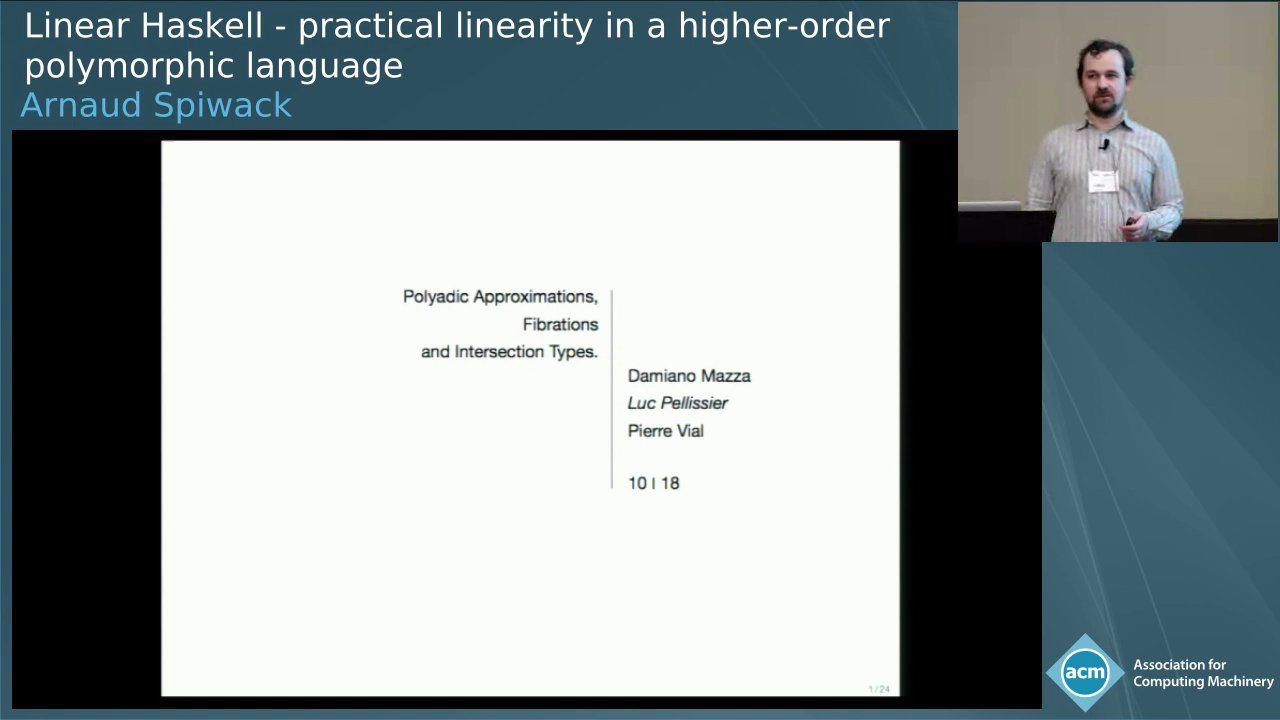 Linear Haskell - practical linearity in a higher-order
polymorphic language
Arnaud Spiwack
Polyadic Approximations,
Fibrations
and Intersection Types.
Damiano Mazza
Luc Pellissier
Pierre Vial
10 | 18
1 / 24
acm
Association for
Computing Machinery